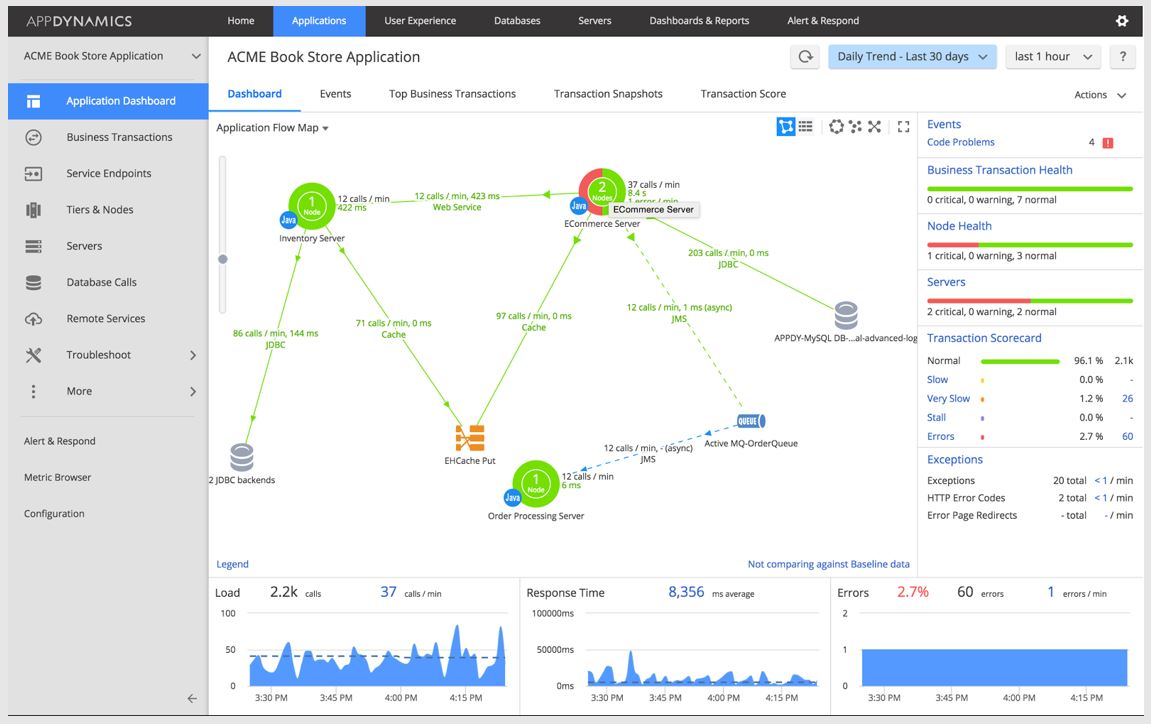 APPDYNAMICS
Home
Applications
User Experience
Databases
Servers
Dashboards & Reports
Alert & Respond
ACME Book Store Application
ACME Book Store Application
Daily Trend - Last 30 days
last 1 hour
?
Application Dashboard
Business Transactions
Service Endpoints
Tiers & Nodes
Servers
Database Calls
Remote Services
Troubleshoot
More
Alert & Respond
Metric Browser
Configuration
Dashboard
Events
Top Business Transactions
Transaction Snapshots
Transaction Score
Actions
Application Flow Map
1
Node
Java
Inventory Server
12 calls / min
422 ms
12 calls / min, 423 ms
Web Service
2
Nodes
Java
37 calls / min
8.4 s
1 error / min
ECommerce Server
ECommerce Server
203 calls / min, 0 ms
JDBC
12 calls / min, 1 ms (async)
JMS
APPDY-MySQL DB-...al-advanced-log
86 calls / min, 144 ms
JDBC
71 calls / min, 0 ms
Cache
97 calls / min, 0 ms
Cache
2 JDBC backends
EHCache Put
QUEUE
Active MQ-OrderQueue
12 calls / min, - (async)
JMS
1
Node
Java
12 calls / min
6 ms
Order Processing Server
Legend
Not comparing against Baseline data
Events
Code Problems
4
!
Business Transaction Health
0 critical, 0 warning, 7 normal
Node Health
1 critical, 0 warning, 3 normal
Servers
2 critical, 0 warning, 2 normal
Transaction Scorecard
Normal 96.1 % 2.1k
Slow 0.0 % -
Very Slow 1.2 % 26
Stall 0.0 % -
Errors 2.7 % 60
Exceptions
Exceptions 20 total < 1 / min
HTTP Error Codes 2 total < 1 / min
Error Page Redirects - total - / min
Load 2.2k calls 37 calls / min
100
50
0
3:30 PM 3:45 PM 4:00 PM 4:15 PM
Response Time 8,356 ms average
100000ms
50000ms
0ms
3:30 PM 3:45 PM 4:00 PM 4:15 PM
Errors 2.7% 60 errors 1 errors / min
2
1
0
3:30 PM 3:45 PM 4:00 PM 4:15 PM